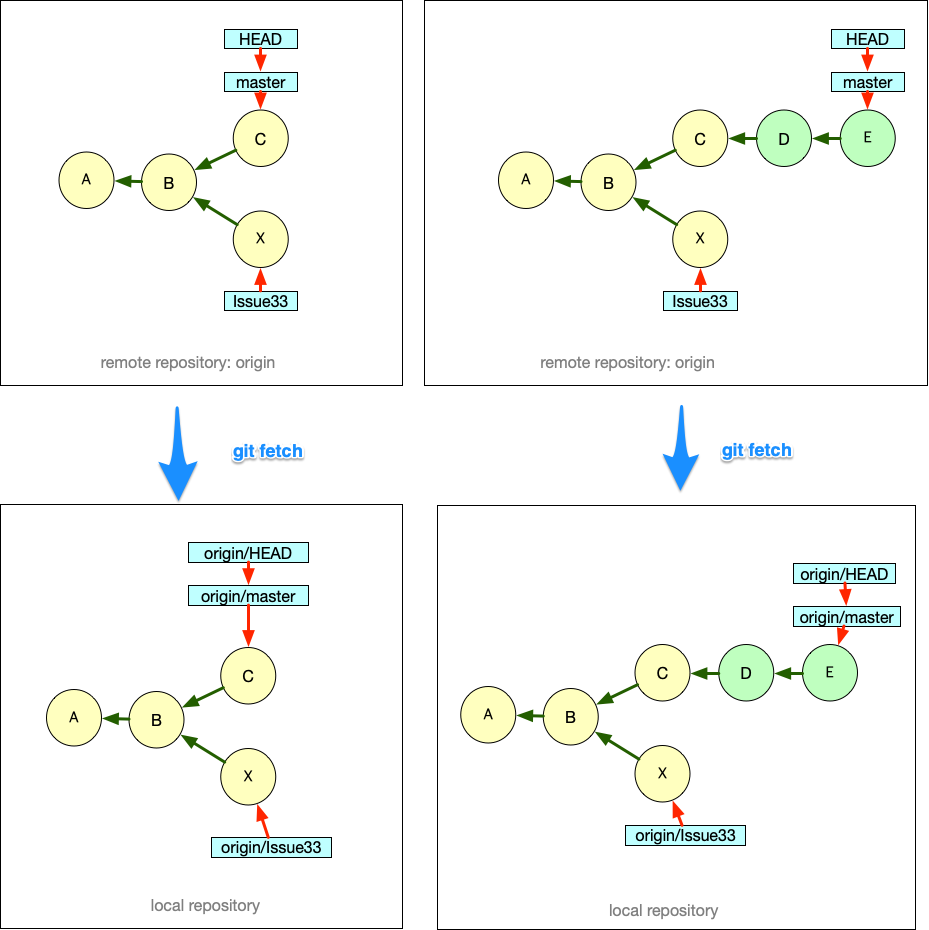 HEAD
master
C
A
B
X
Issue33
remote repository: origin
HEAD
master
C
D
E
A
B
X
Issue33
remote repository: origin
git fetch
git fetch
origin/HEAD
origin/master
C
A
B
X
origin/Issue33
local repository
origin/HEAD
origin/master
C
D
E
A
B
X
origin/Issue33
local repository